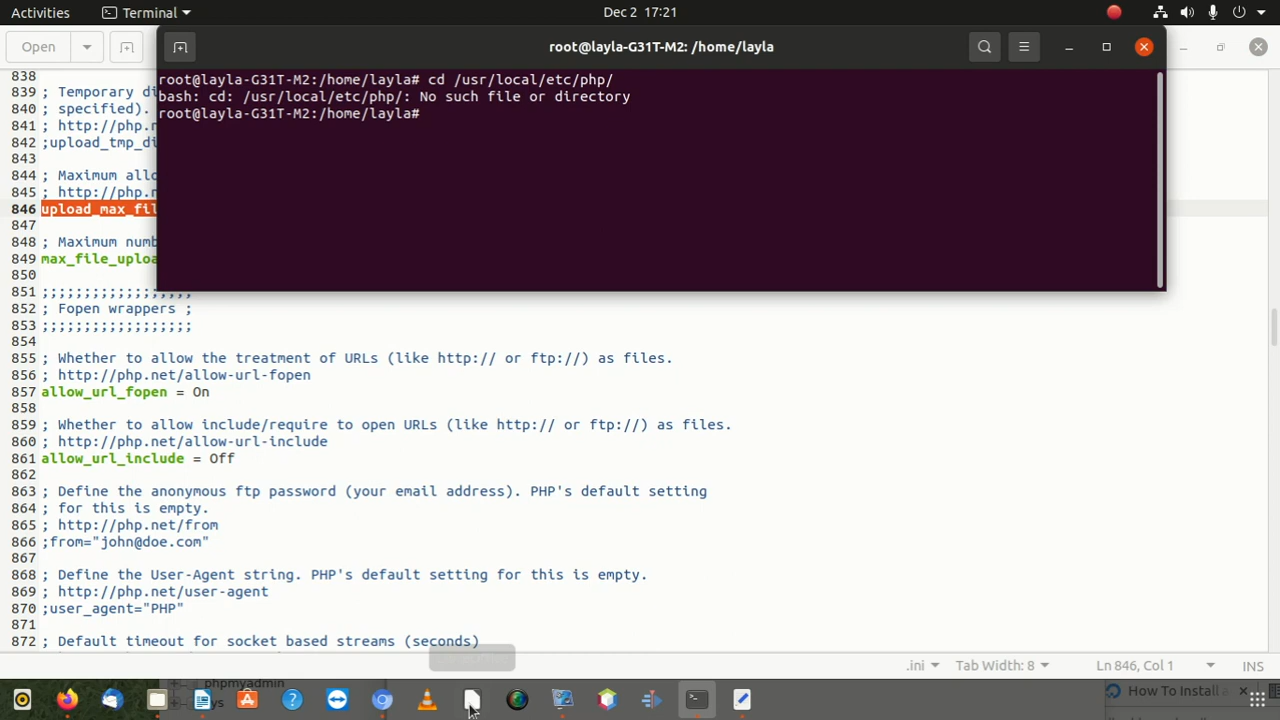 Activities
Terminal
Dec 2 17:21
Open
root@layla-G31T-M2: /home/layla
root@layla-G31T-M2:/home/layla# cd /usr/local/etc/php/
bash: cd: /usr/local/etc/php/: No such file or directory
root@layla-G31T-M2:/home/layla#
838
839 ; Temporary di
840 ; specified).
841 ; http://php.n
842 ;upload_tmp_di
843
844 ; Maximum allo
845 ; http://php.n
846 upload_max_fil
847
848 ; Maximum numb
849 max_file_uploa
850
851 ;;;;;;;;;;;;;;;;;;
852 ; Fopen wrappers ;
853 ;;;;;;;;;;;;;;;;;;
854
855 ; Whether to allow the treatment of URLs (like http:// or ftp://) as files.
856 ; http://php.net/allow-url-fopen
857 allow_url_fopen = On
858
859 ; Whether to allow include/require to open URLs (like http:// or ftp://) as files.
860 ; http://php.net/allow-url-include
861 allow_url_include = Off
862
863 ; Define the anonymous ftp password (your email address). PHP's default setting
864 ; for this is empty.
865 ; http://php.net/from
866 ;from="john@doe.com"
867
868 ; Define the User-Agent string. PHP's default setting for this is empty.
869 ; http://php.net/user-agent
870 ;user_agent="PHP"
871
872 ; Default timeout for socket based streams (seconds)
.ini
Tab Width: 8
Ln 846, Col 1
INS
phpmyadmin
ys
How To Install a